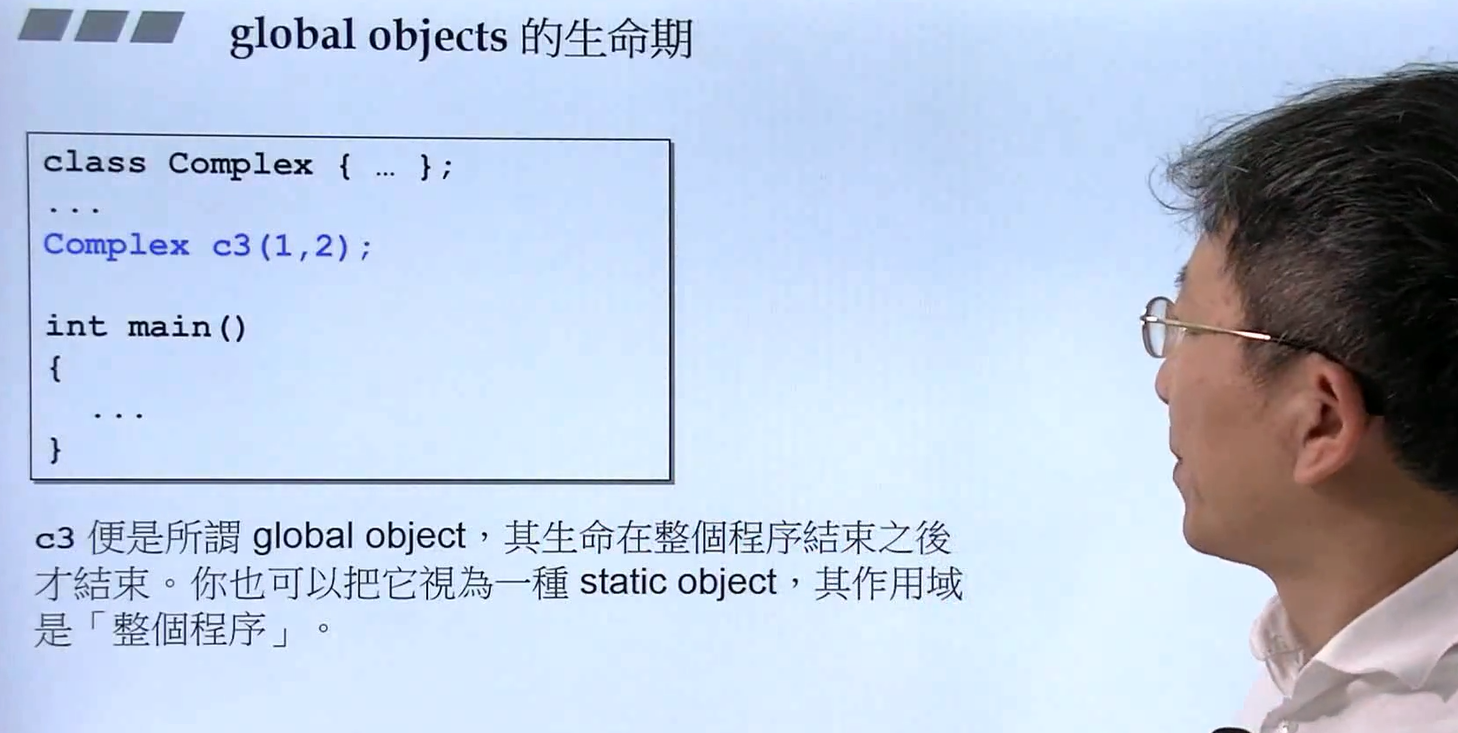 global objects 的生命期
class Complex { … };
...
Complex c3(1,2);
int main()
{
...
}
c3 便是所謂 global object，其生命在整個程序結束之後
才結束。你也可以把它視為一種 static object，其作用域
是「整個程序」。